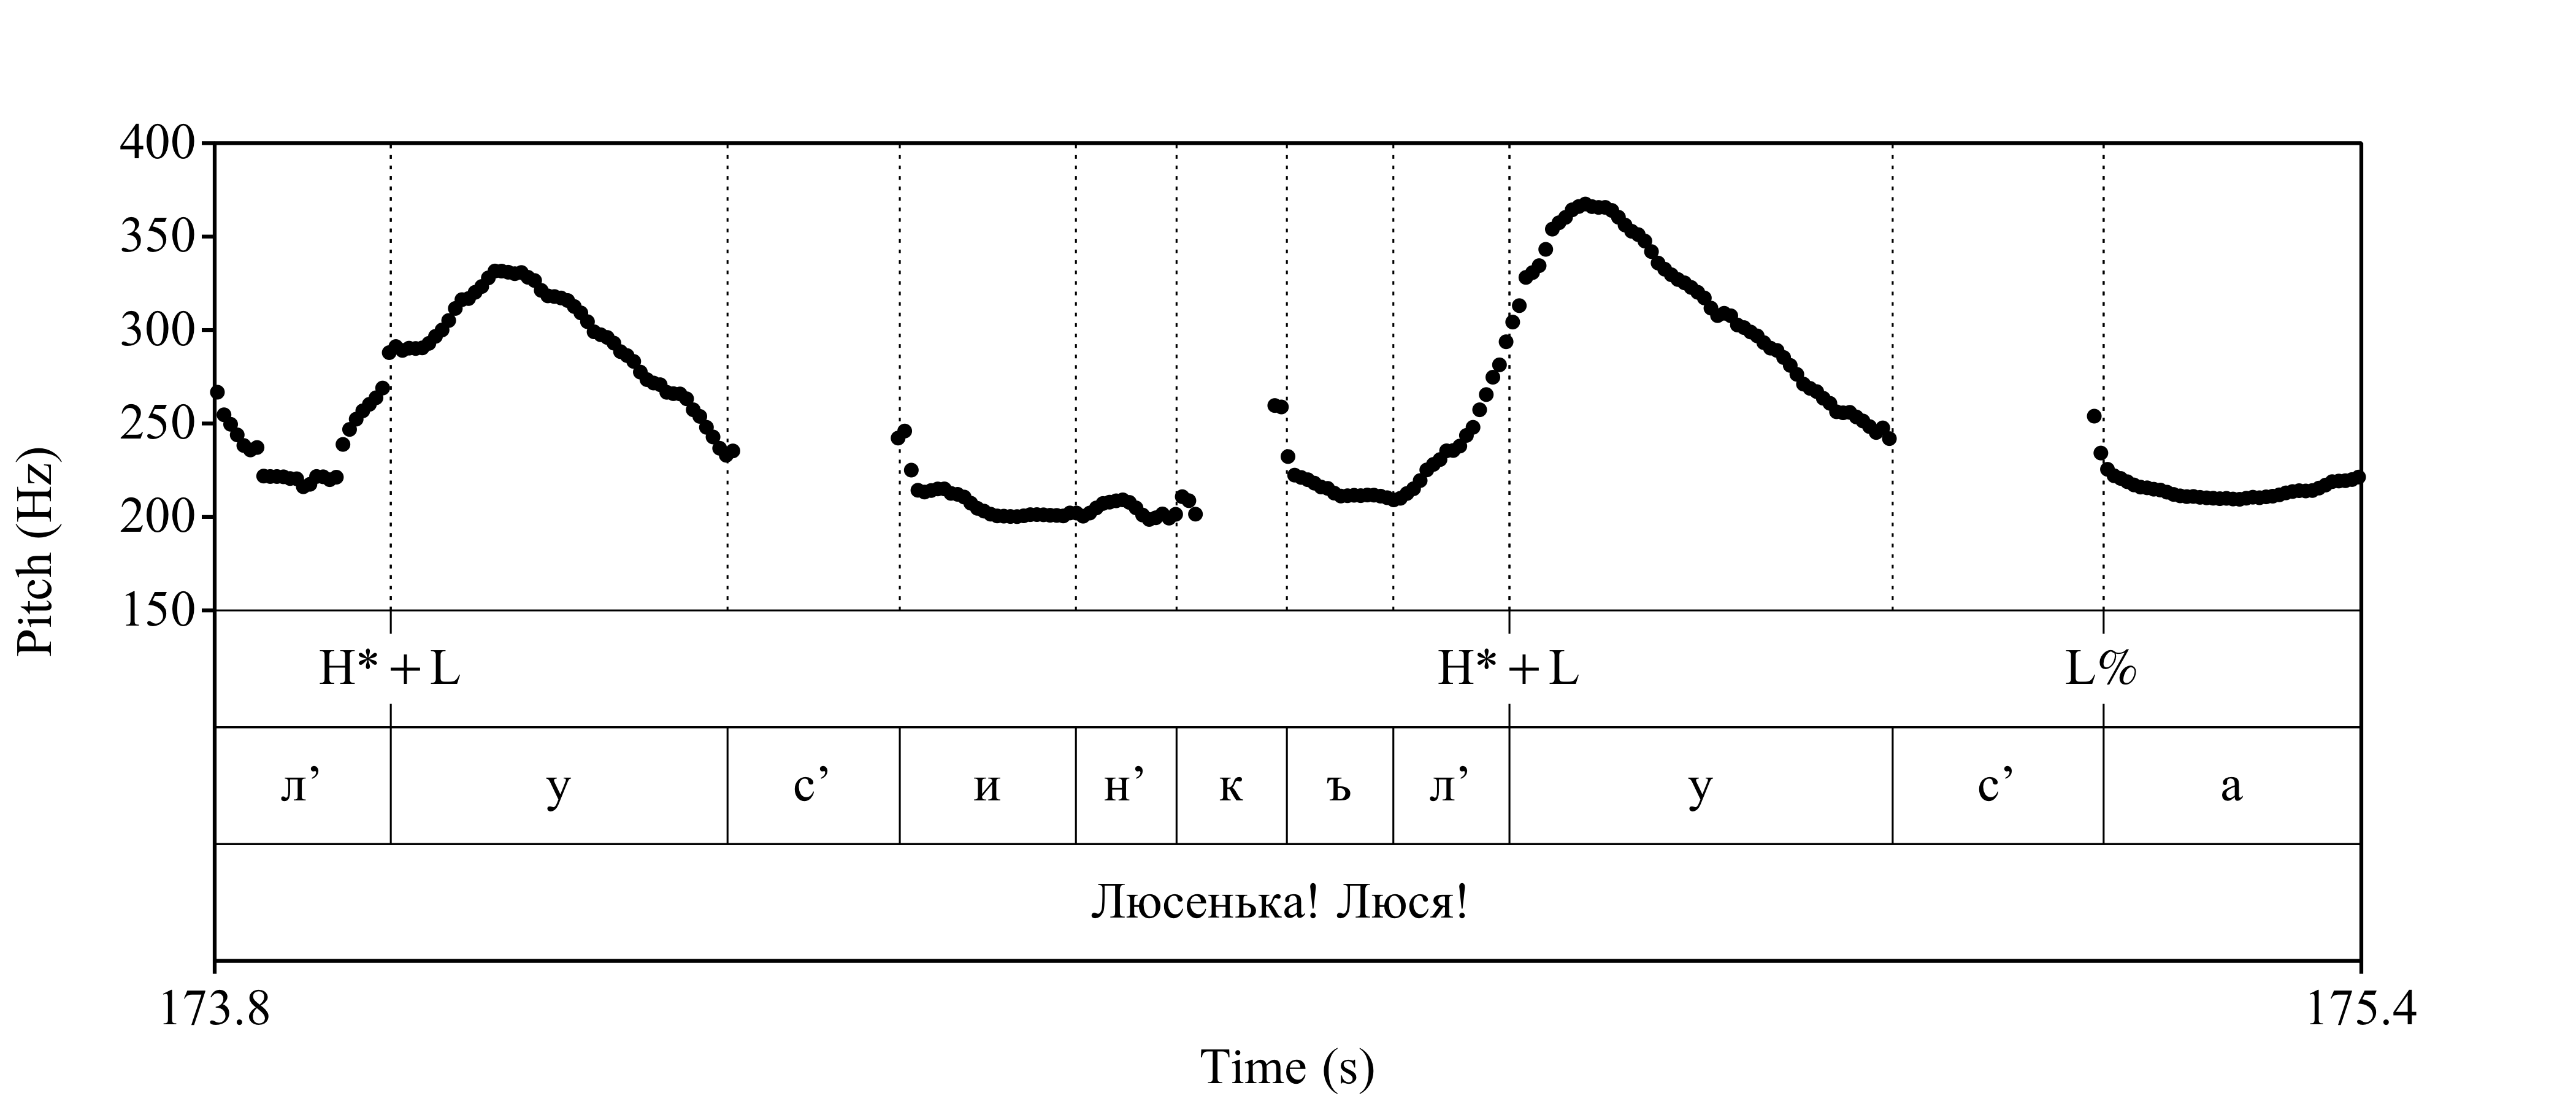 400
350
300
250
200
150
Pitch (Hz)
H* + L H* + L L%
л’ у с’ и н’ к ъ л’ у с’ а
Люсенька! Люся!
173.8 175.4
Time (s)